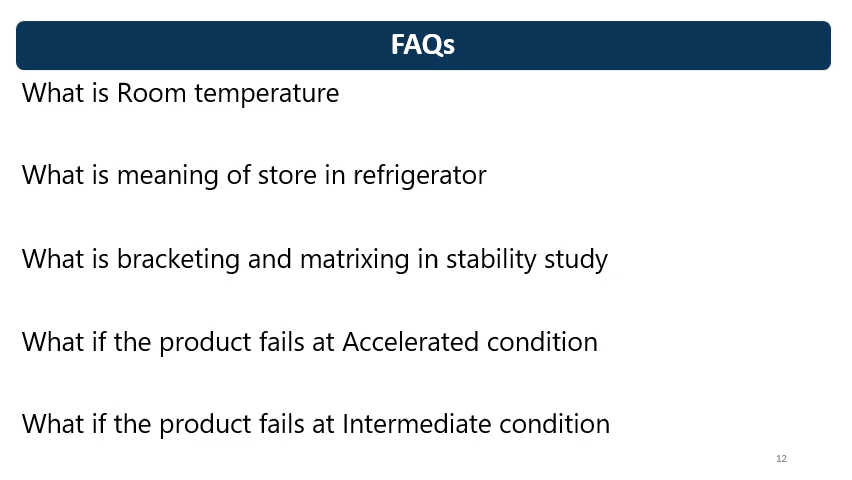 FAQs
What is Room temperature
What is meaning of store in refrigerator
What is bracketing and matrixing in stability study
What if the product fails at Accelerated condition
What if the product fails at Intermediate condition
12